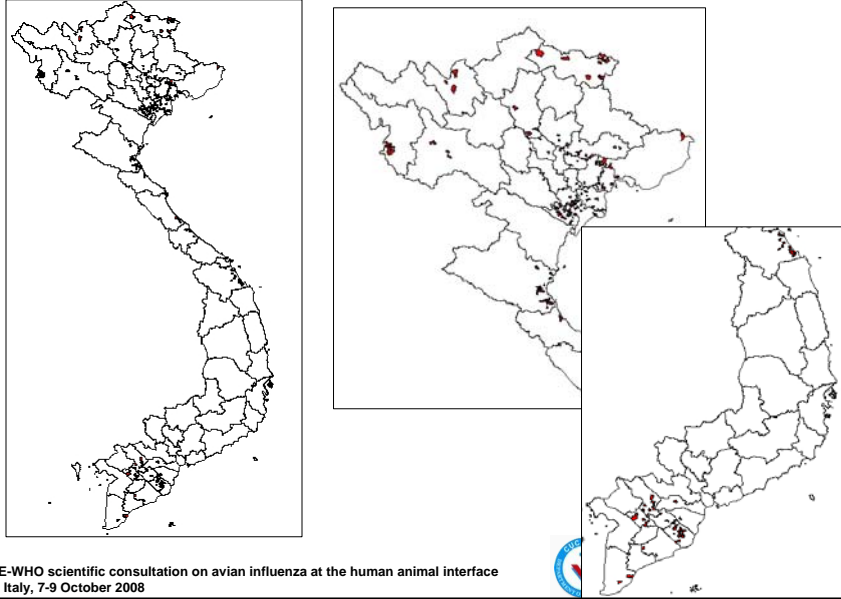 E-WHO scientific consultation on avian influenza at the human animal interface
Italy, 7-9 October 2008